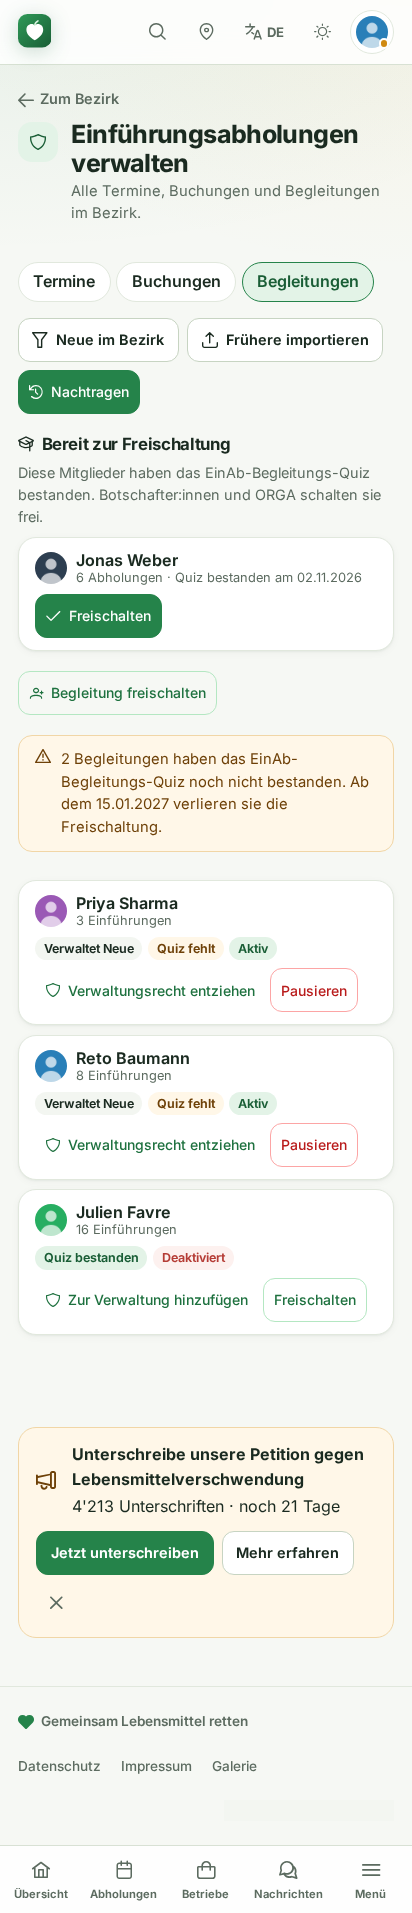 DE
Zum Bezirk
Einführungsabholungen
verwalten
Alle Termine, Buchungen und Begleitungen
im Bezirk.
Termine
Buchungen
Begleitungen
Neue im Bezirk
Frühere importieren
Nachtragen
Bereit zur Freischaltung
Diese Mitglieder haben das EinAb-Begleitungs-Quiz
bestanden. Botschafter:innen und ORGA schalten sie
frei.
Jonas Weber
6 Abholungen · Quiz bestanden am 02.11.2026
Freischalten
Begleitung freischalten
2 Begleitungen haben das EinAb-
Begleitungs-Quiz noch nicht bestanden. Ab
dem 15.01.2027 verlieren sie die
Freischaltung.
Priya Sharma
3 Einführungen
Verwaltet Neue
Quiz fehlt
Aktiv
Verwaltungsrecht entziehen
Pausieren
Reto Baumann
8 Einführungen
Verwaltet Neue
Quiz fehlt
Aktiv
Verwaltungsrecht entziehen
Pausieren
Julien Favre
16 Einführungen
Quiz bestanden
Deaktiviert
Zur Verwaltung hinzufügen
Freischalten
Unterschreibe unsere Petition gegen
Lebensmittelverschwendung
4'213 Unterschriften · noch 21 Tage
Jetzt unterschreiben
Mehr erfahren
Gemeinsam Lebensmittel retten
Datenschutz
Impressum
Galerie
Übersicht
Abholungen
Betriebe
Nachrichten
Menü